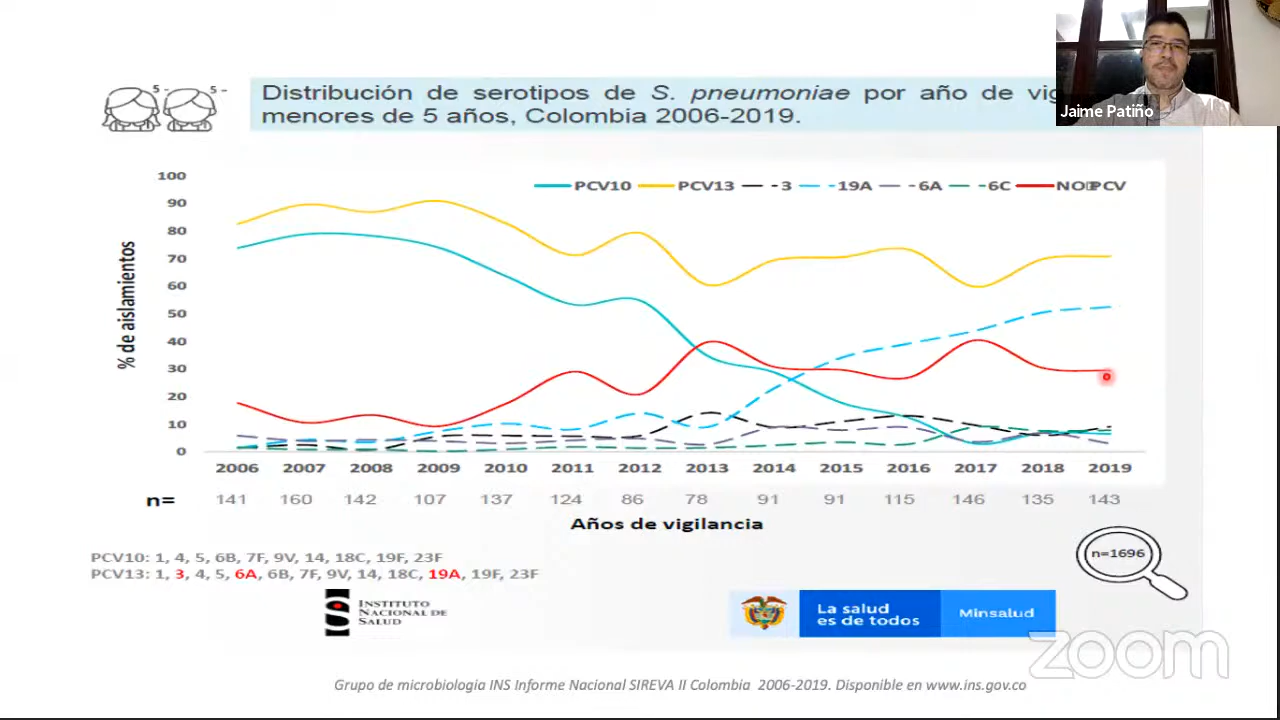 5 - 5 -
Distribución de serotipos de S. pneumoniae por año de vig
menores de 5 años, Colombia 2006-2019.
Jaime Patiño
100
90
80
70
60
50
40
30
20
10
0
% de aislamientos
PCV10 PCV13 3 19A 6A 6C NO PCV
2006 2007 2008 2009 2010 2011 2012 2013 2014 2015 2016 2017 2018 2019
n= 141 160 142 107 137 124 86 78 91 91 115 146 135 143
Años de vigilancia
n=1696
PCV10: 1, 4, 5, 6B, 7F, 9V, 14, 18C, 19F, 23F
PCV13: 1, 3, 4, 5, 6A, 6B, 7F, 9V, 14, 18C, 19A, 19F, 23F
INSTITUTO
NACIONAL DE
SALUD
La salud
es de todos
Minsalud
zoom
Grupo de microbiologia INS Informe Nacional SIREVA II Colombia 2006-2019. Disponible en www.ins.gov.co